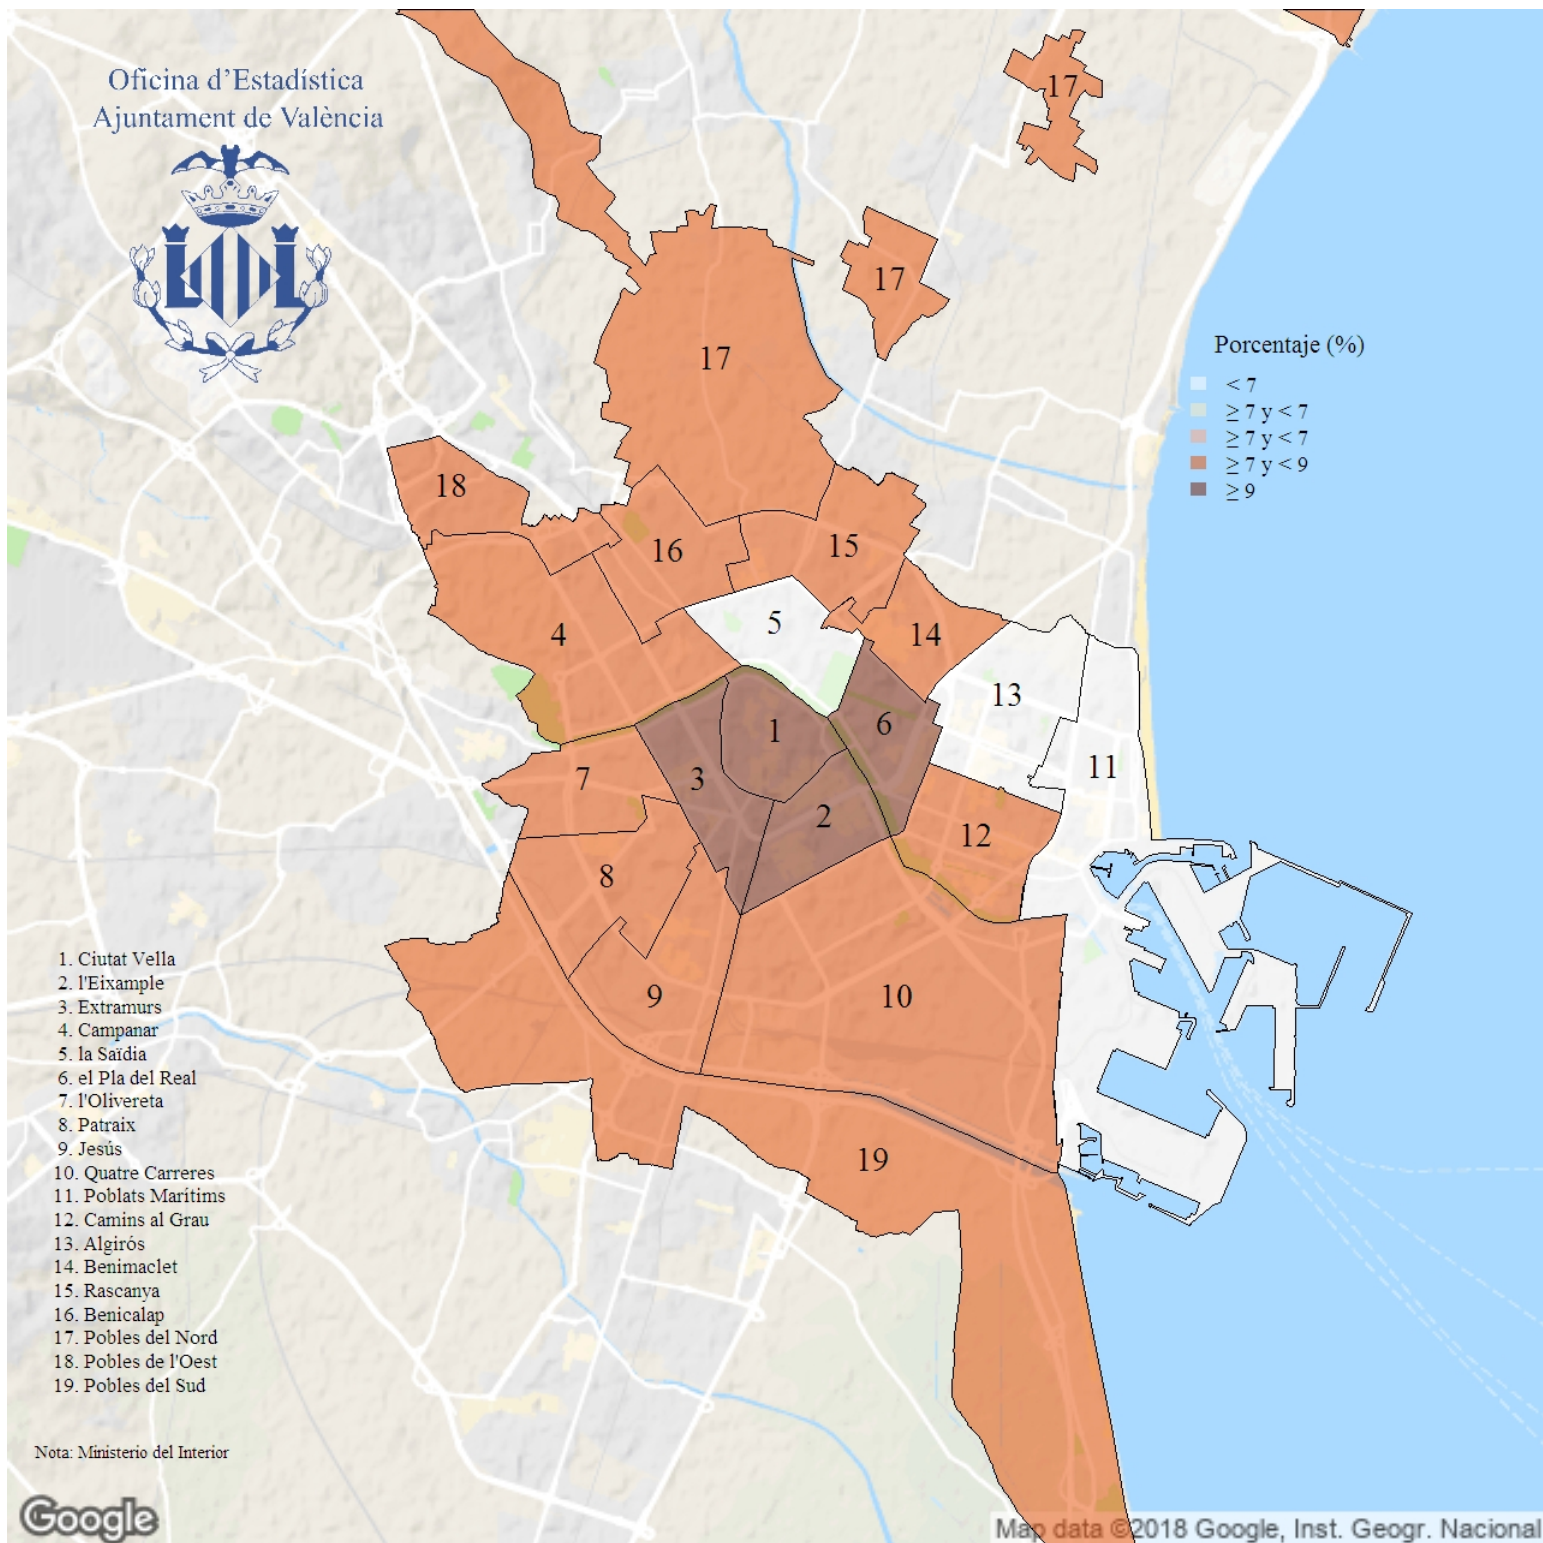 Oficina d'Estadística
Ajuntament de València
17
17
17
Porcentaje (%)
< 7
≥ 7 y < 7
≥ 7 y < 7
≥ 7 y < 9
≥ 9
18
16
15
5
14
4
13
6
1
11
7
3
2
12
8
9
10
19
1. Ciutat Vella
2. l'Eixample
3. Extramurs
4. Campanar
5. la Saïdia
6. el Pla del Real
7. l'Olivereta
8. Patraix
9. Jesús
10. Quatre Carreres
11. Poblats Marítims
12. Camins al Grau
13. Algirós
14. Benimaclet
15. Rascanya
16. Benicalap
17. Pobles del Nord
18. Pobles de l'Oest
19. Pobles del Sud
Nota: Ministerio del Interior
Google
Map data ©2018 Google, Inst. Geogr. Nacional